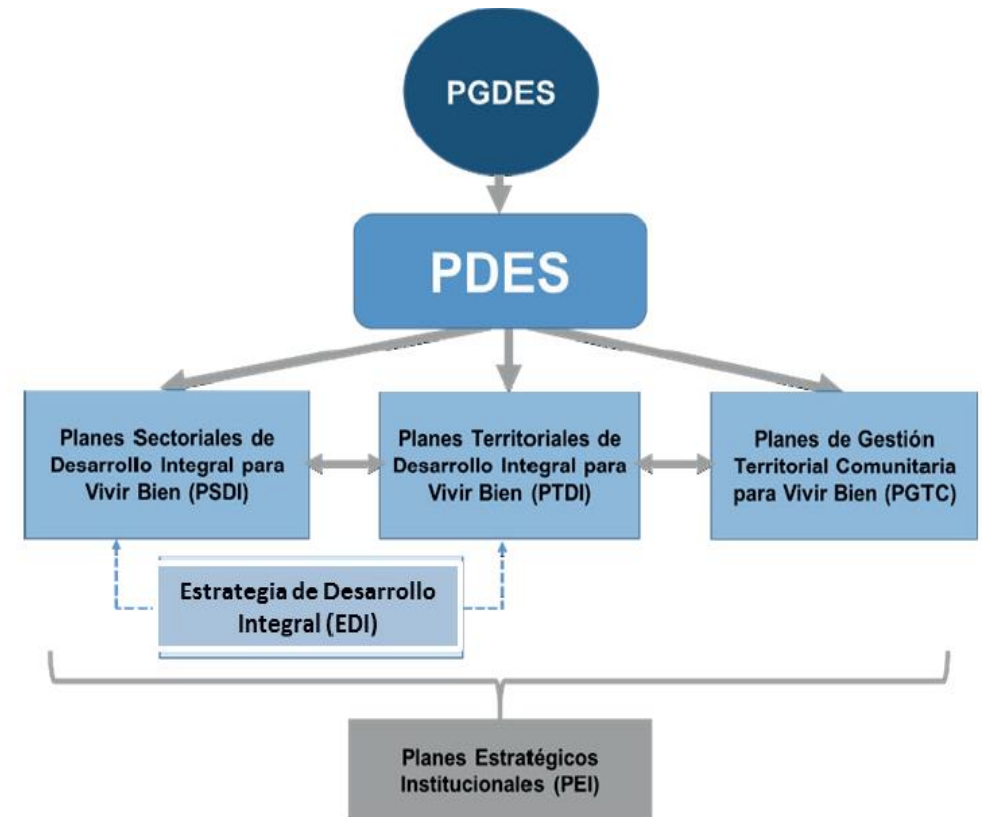 PGDES
PDES
Planes Sectoriales de
Desarrollo Integral para
Vivir Bien (PSDI)
Planes Territoriales de
Desarrollo Integral para
Vivir Bien (PTDI)
Planes de Gestión
Territorial Comunitaria
para Vivir Bien (PGTC)
Estrategia de Desarrollo
Integral (EDI)
Planes Estratégicos
Institucionales (PEI)